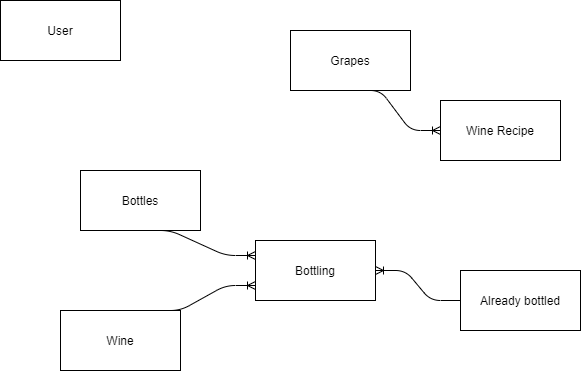 User
Grapes
Wine Recipe
Bottles
Bottling
Already bottled
Wine